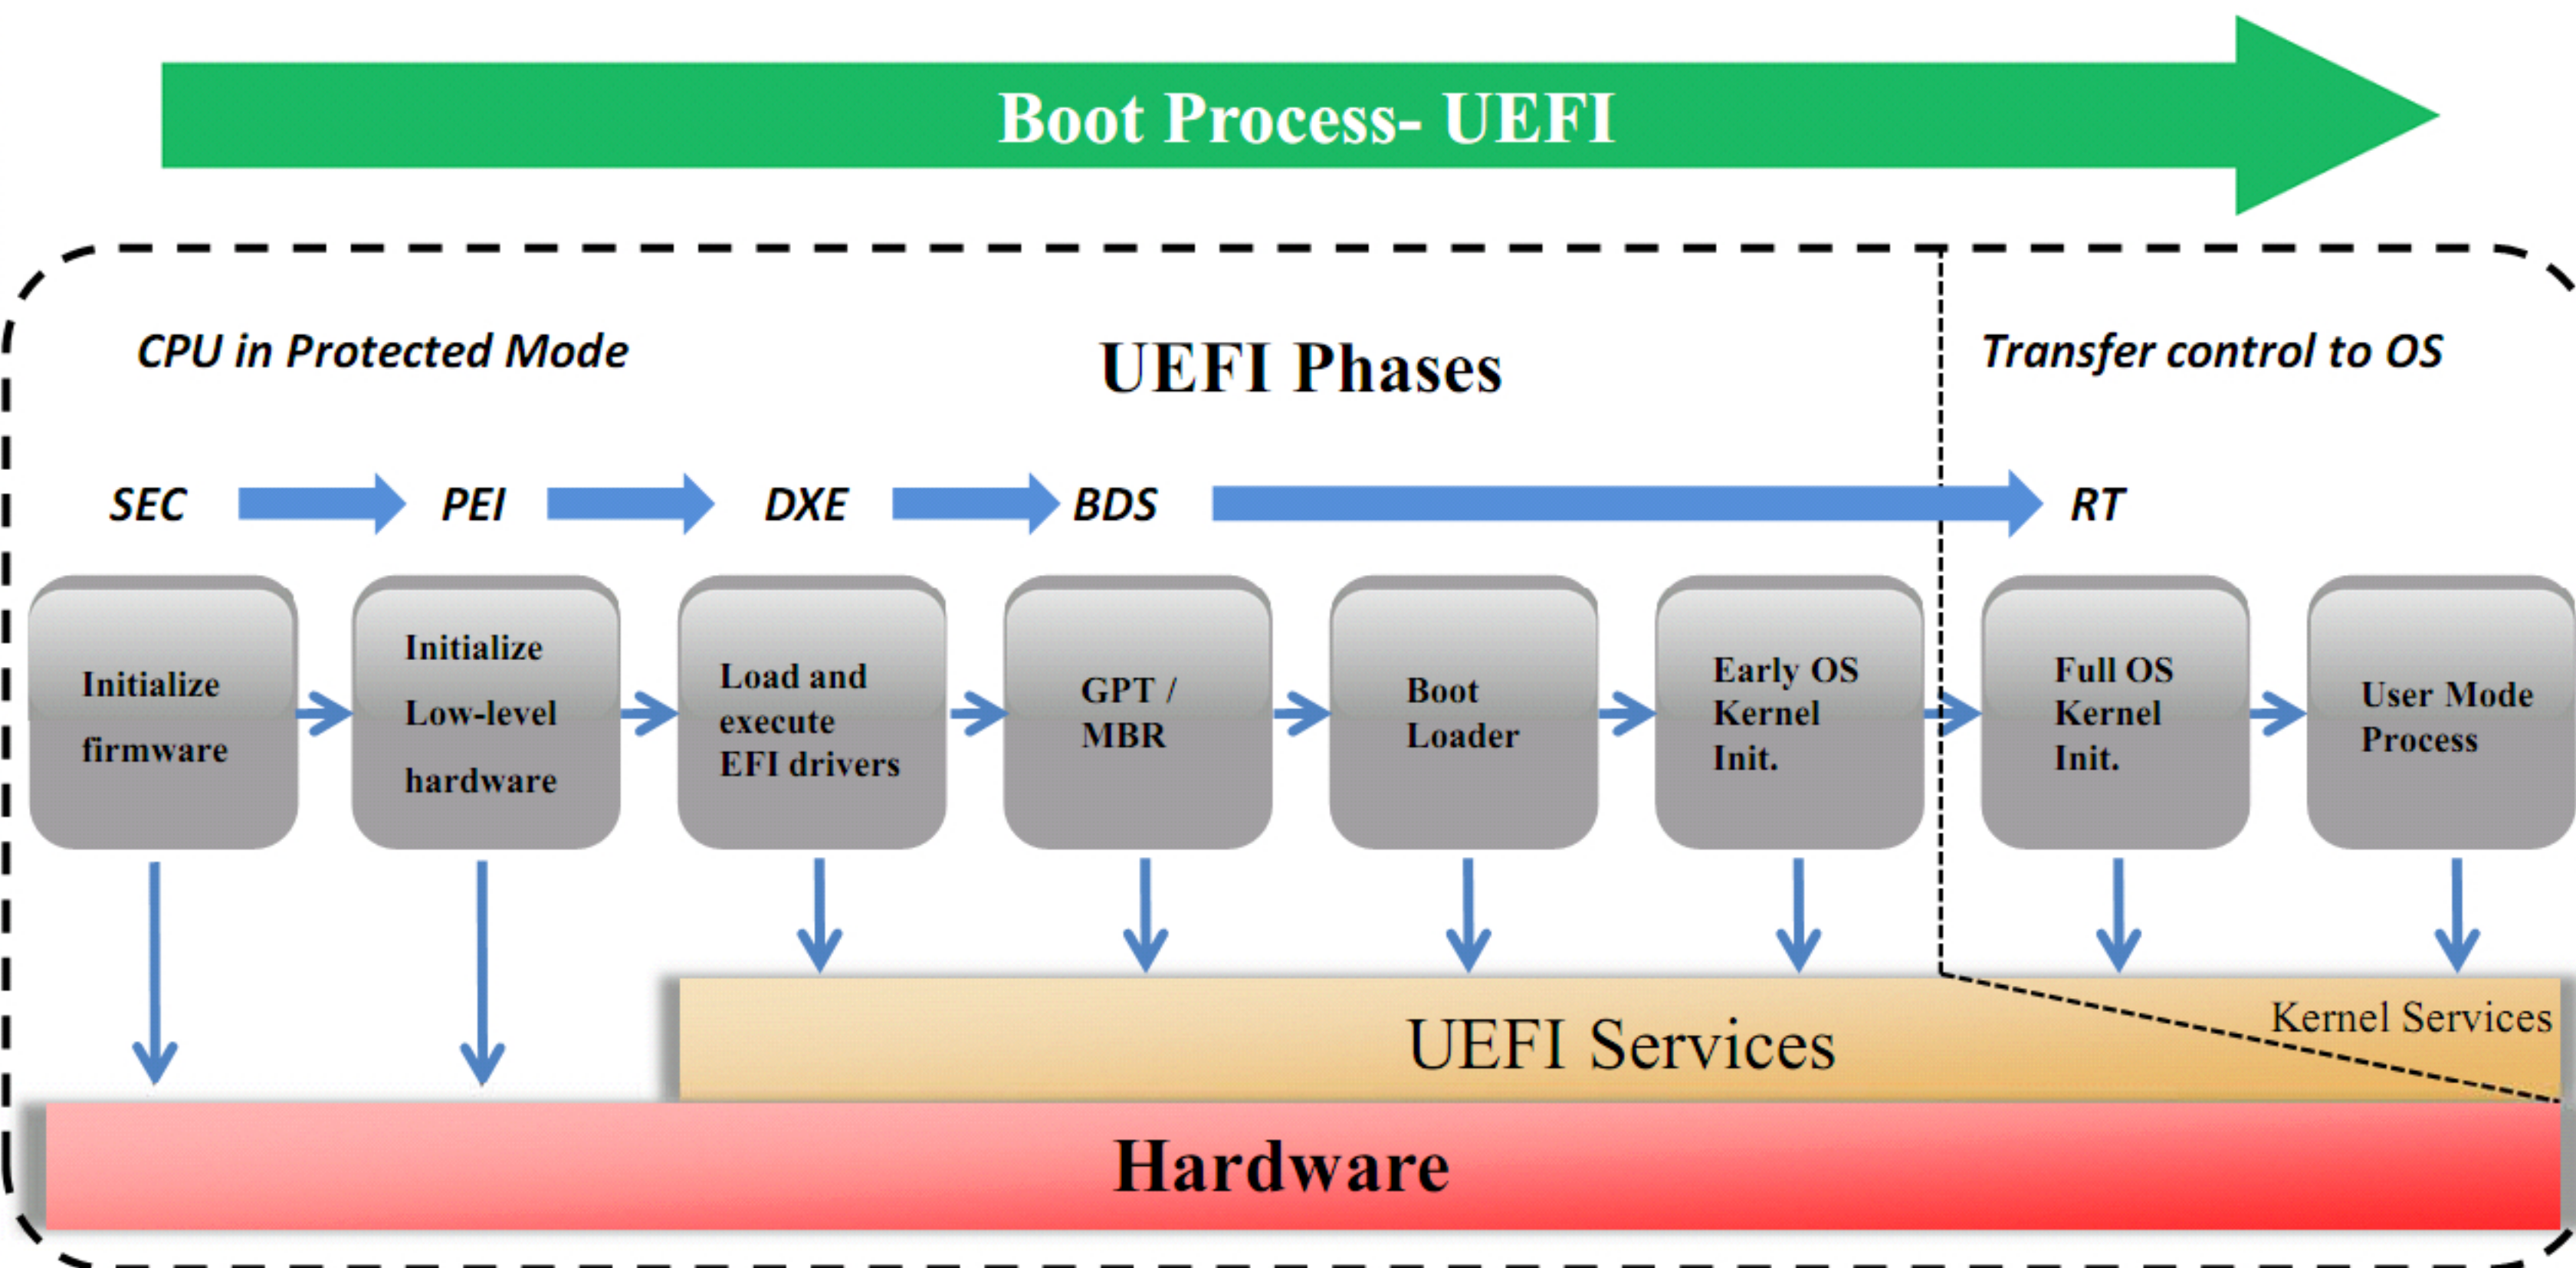 Boot Process- UEFI
CPU in Protected Mode
UEFI Phases
Transfer control to OS
SEC
PEI
DXE
BDS
RT
Initialize
firmware
Initialize
Low-level
hardware
Load and
execute
EFI drivers
GPT /
MBR
Boot
Loader
Early OS
Kernel
Init.
Full OS
Kernel
Init.
User Mode
Process
UEFI Services
Kernel Services
Hardware